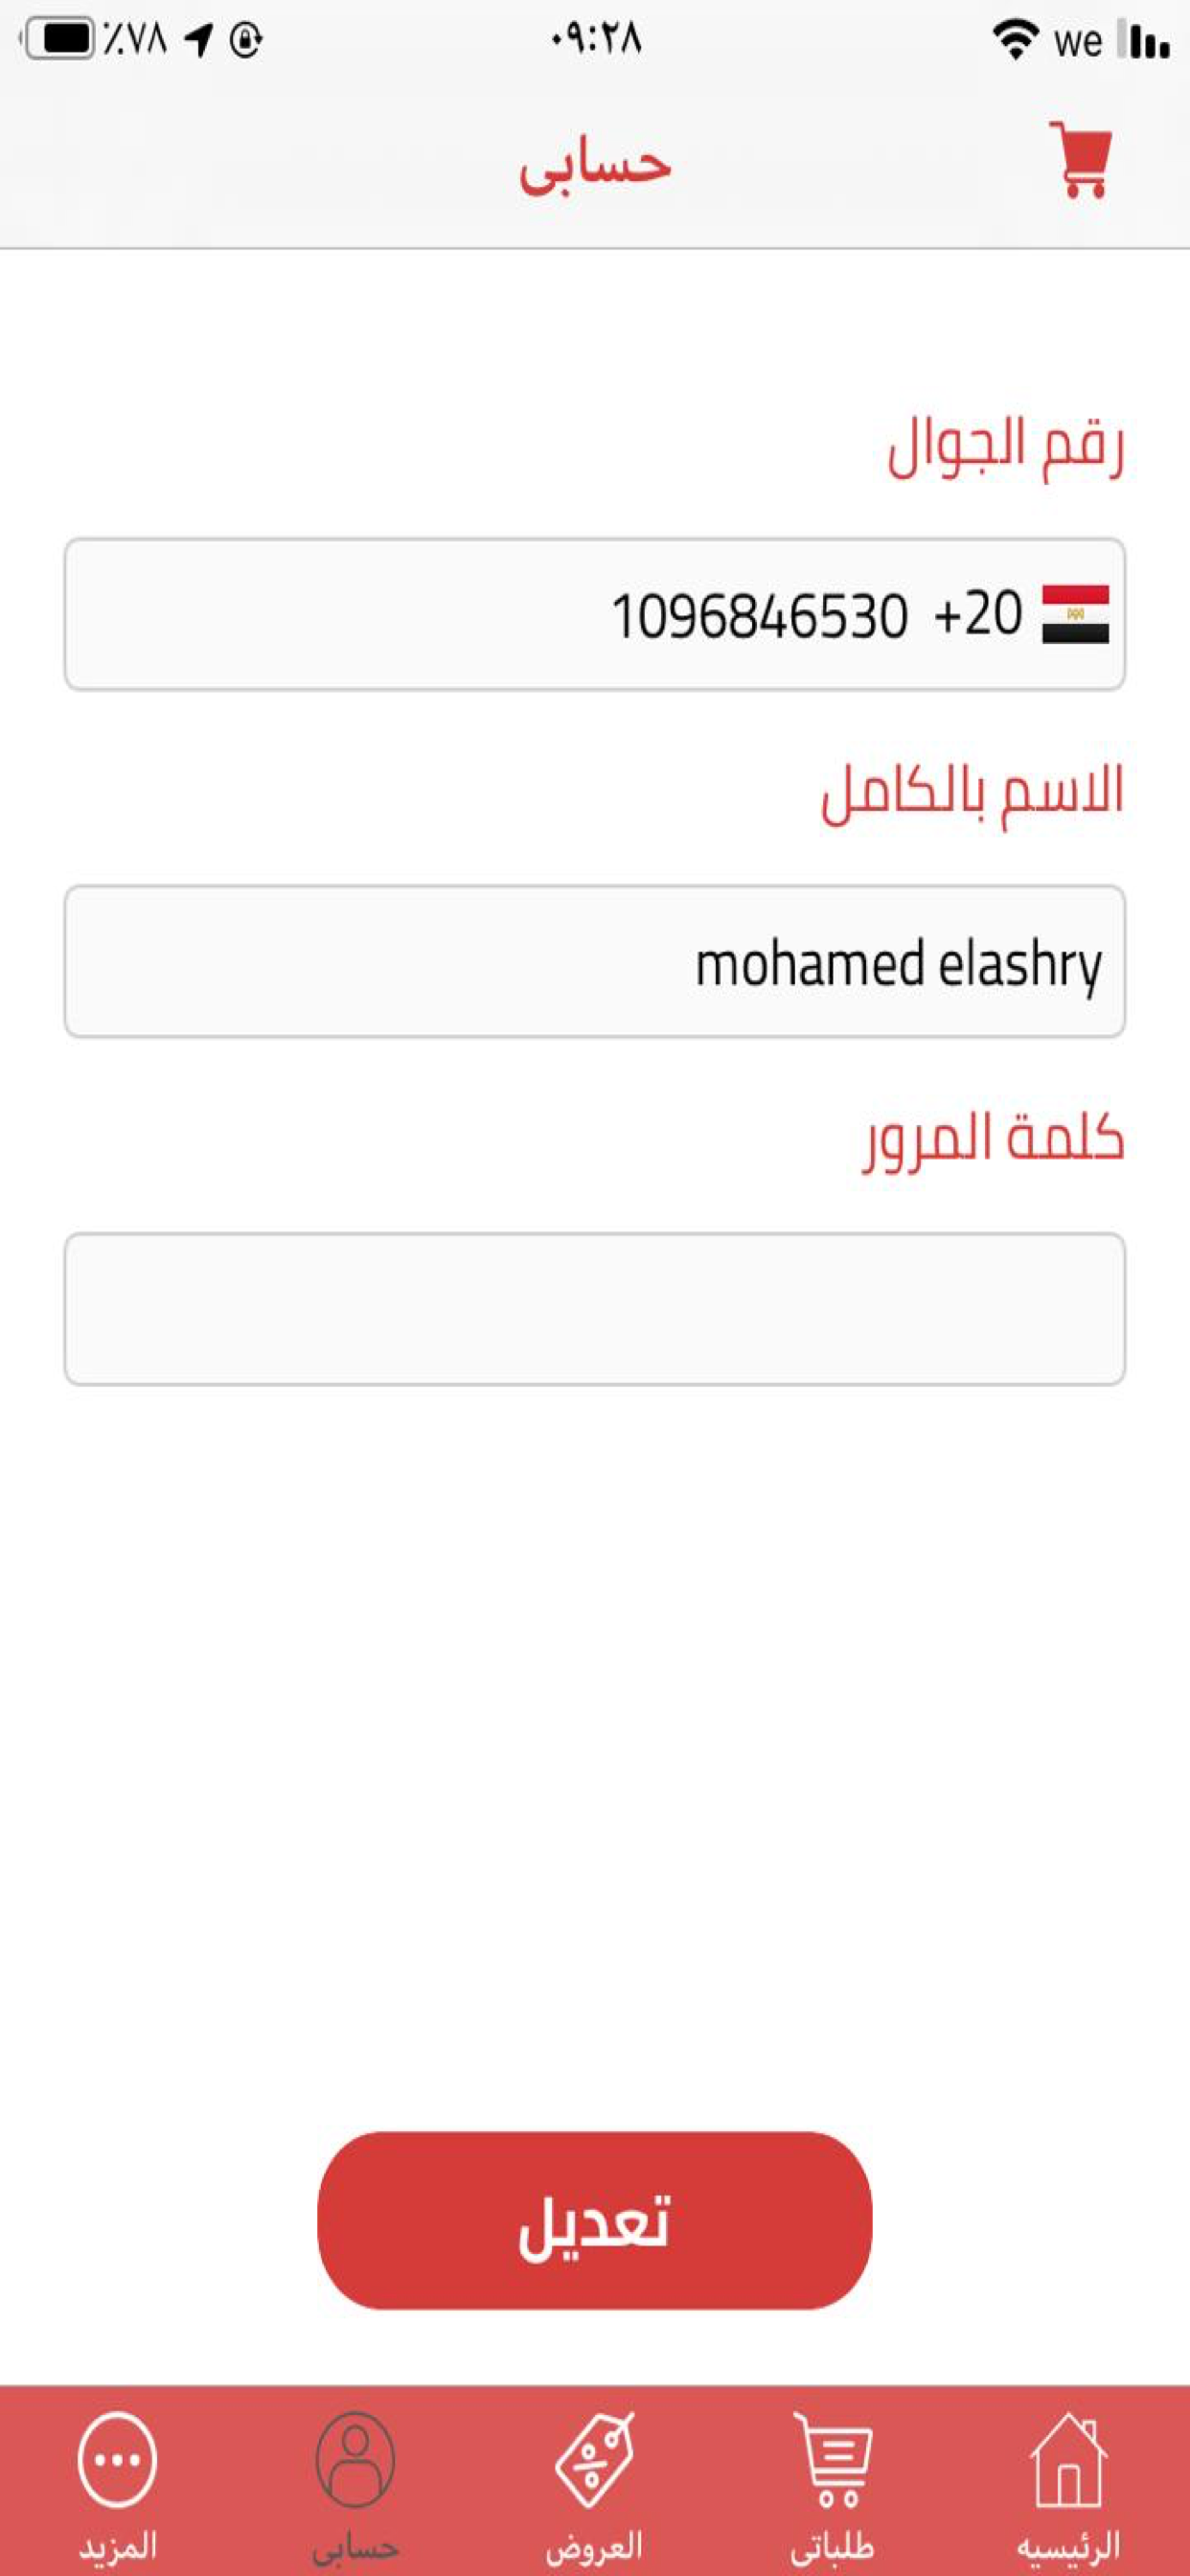 ٪٧٨ ٠٩:٢٨ we
حسابى
رقم الجوال
+20 1096846530
الاسم بالكامل
mohamed elashry
كلمة المرور
تعديل
الرئيسيه طلباتى العروض حسابى المزيد